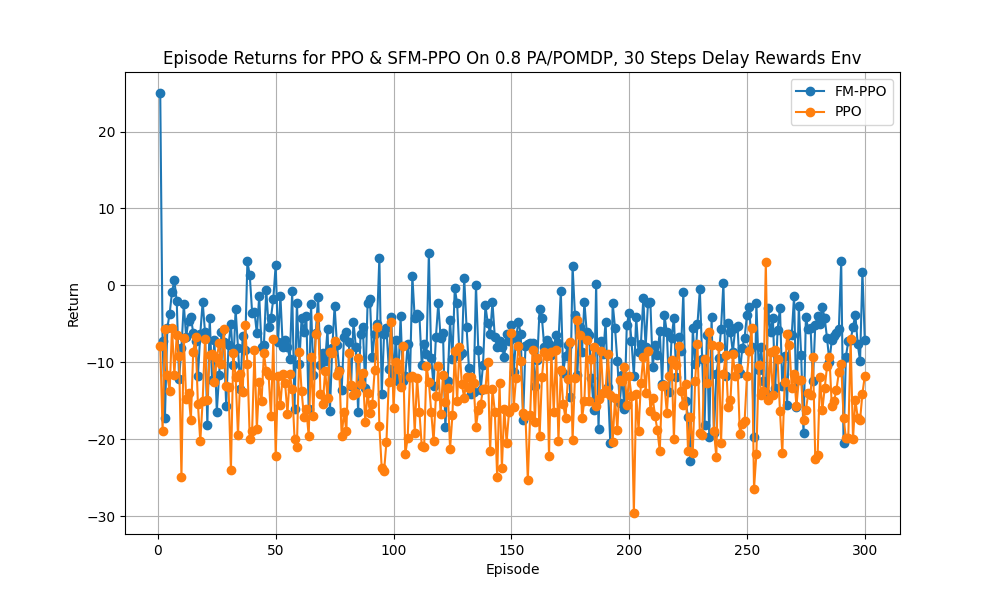 Episode Returns for PPO & SFM-PPO On 0.8 PA/POMDP, 30 Steps Delay Rewards Env
FM-PPO
PPO
20
10
0
−10
−20
−30
Return
0 50 100 150 200 250 300
Episode